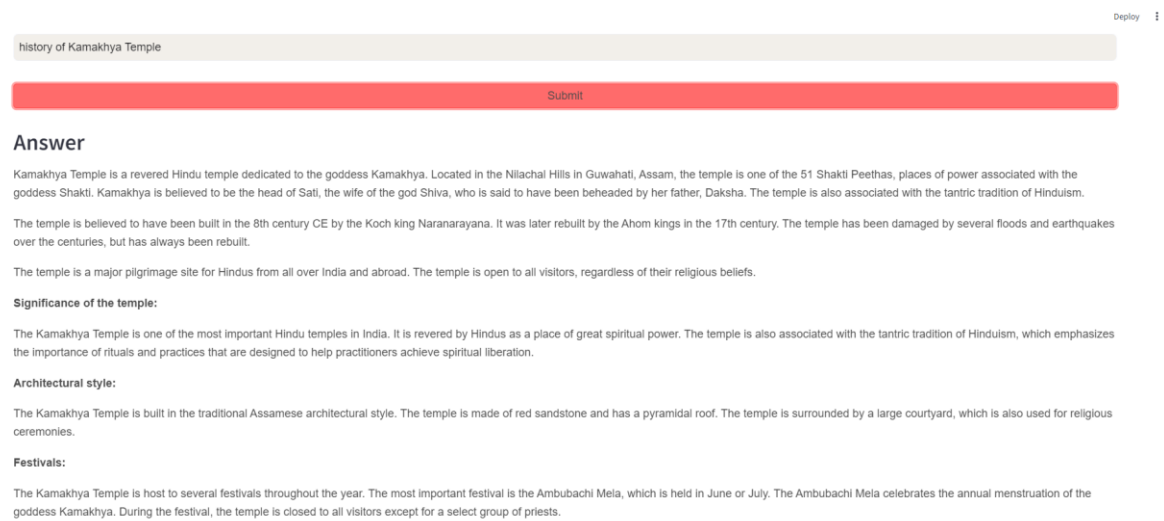 Deploy
history of Kamakhya Temple
Submit
Answer
Kamakhya Temple is a revered Hindu temple dedicated to the goddess Kamakhya. Located in the Nilachal Hills in Guwahati, Assam, the temple is one of the 51 Shakti Peethas, places of power associated with the
goddess Shakti. Kamakhya is believed to be the head of Sati, the wife of the god Shiva, who is said to have been beheaded by her father, Daksha. The temple is also associated with the tantric tradition of Hinduism.
The temple is believed to have been built in the 8th century CE by the Koch king Naranarayana. It was later rebuilt by the Ahom kings in the 17th century. The temple has been damaged by several floods and earthquakes
over the centuries, but has always been rebuilt.
The temple is a major pilgrimage site for Hindus from all over India and abroad. The temple is open to all visitors, regardless of their religious beliefs.
Significance of the temple:
The Kamakhya Temple is one of the most important Hindu temples in India. It is revered by Hindus as a place of great spiritual power. The temple is also associated with the tantric tradition of Hinduism, which emphasizes
the importance of rituals and practices that are designed to help practitioners achieve spiritual liberation.
Architectural style:
The Kamakhya Temple is built in the traditional Assamese architectural style. The temple is made of red sandstone and has a pyramidal roof. The temple is surrounded by a large courtyard, which is also used for religious
ceremonies.
Festivals:
The Kamakhya Temple is host to several festivals throughout the year. The most important festival is the Ambubachi Mela, which is held in June or July. The Ambubachi Mela celebrates the annual menstruation of the
goddess Kamakhya. During the festival, the temple is closed to all visitors except for a select group of priests.